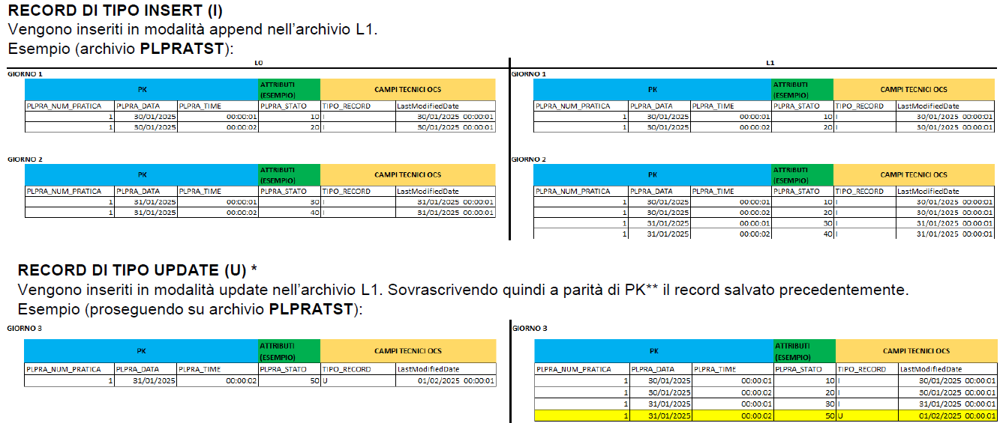 RECORD DI TIPO INSERT (I)
Vengono inseriti in modalità append nell'archivio L1.
Esempio (archivio PLPRATST):
L0
GIORNO 1
PK ATTRIBUTI (ESEMPIO) CAMPI TECNICI OCS
PLPRA_NUM_PRATICA PLPRA_DATA PLPRA_TIME PLPRA_STATO TIPO_RECORD LastModifiedDate
1 30/01/2025 00:00:01 10 I 30/01/2025 00:00:01
1 30/01/2025 00:00:02 20 I 30/01/2025 00:00:01
GIORNO 2
PK ATTRIBUTI (ESEMPIO) CAMPI TECNICI OCS
PLPRA_NUM_PRATICA PLPRA_DATA PLPRA_TIME PLPRA_STATO TIPO_RECORD LastModifiedDate
1 31/01/2025 00:00:01 30 I 31/01/2025 00:00:01
1 31/01/2025 00:00:02 40 I 31/01/2025 00:00:01
L1
GIORNO 1
PK ATTRIBUTI (ESEMPIO) CAMPI TECNICI OCS
PLPRA_NUM_PRATICA PLPRA_DATA PLPRA_TIME PLPRA_STATO TIPO_RECORD LastModifiedDate
1 30/01/2025 00:00:01 10 I 30/01/2025 00:00:01
1 30/01/2025 00:00:02 20 I 30/01/2025 00:00:01
GIORNO 2
PK ATTRIBUTI (ESEMPIO) CAMPI TECNICI OCS
PLPRA_NUM_PRATICA PLPRA_DATA PLPRA_TIME PLPRA_STATO TIPO_RECORD LastModifiedDate
1 30/01/2025 00:00:01 10 I 30/01/2025 00:00:01
1 30/01/2025 00:00:02 20 I 30/01/2025 00:00:01
1 31/01/2025 00:00:01 30 I 31/01/2025 00:00:01
1 31/01/2025 00:00:02 40 I 31/01/2025 00:00:01
RECORD DI TIPO UPDATE (U) *
Vengono inseriti in modalità update nell'archivio L1. Sovrascrivendo quindi a parità di PK** il record salvato precedentemente.
Esempio (proseguendo su archivio PLPRATST):
GIORNO 3
PK ATTRIBUTI (ESEMPIO) CAMPI TECNICI OCS
PLPRA_NUM_PRATICA PLPRA_DATA PLPRA_TIME PLPRA_STATO TIPO_RECORD LastModifiedDate
1 31/01/2025 00:00:02 50 U 01/02/2025 00:00:01
GIORNO 3
PK ATTRIBUTI (ESEMPIO) CAMPI TECNICI OCS
PLPRA_NUM_PRATICA PLPRA_DATA PLPRA_TIME PLPRA_STATO TIPO_RECORD LastModifiedDate
1 30/01/2025 00:00:01 10 I 30/01/2025 00:00:01
1 30/01/2025 00:00:02 20 I 30/01/2025 00:00:01
1 31/01/2025 00:00:01 30 I 31/01/2025 00:00:01
1 31/01/2025 00:00:02 50 U 01/02/2025 00:00:01